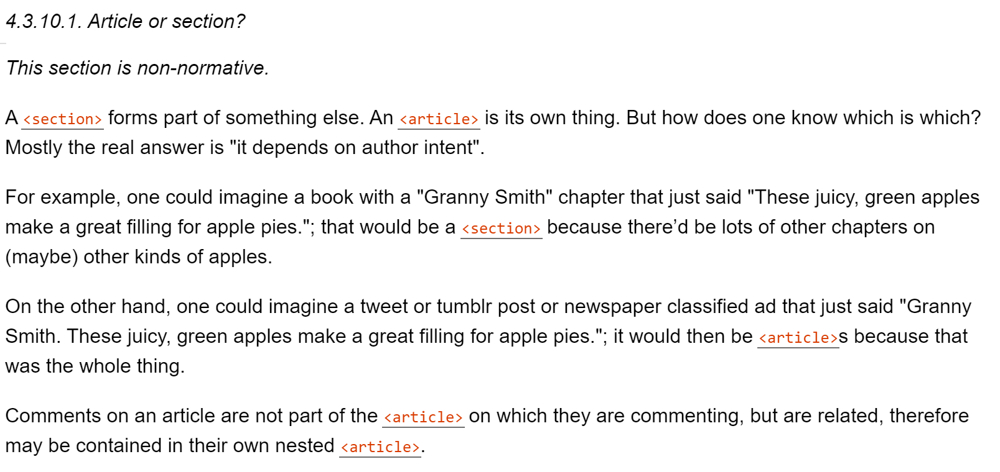 4.3.10.1. Article or section?
This section is non-normative.
A <section> forms part of something else. An <article> is its own thing. But how does one know which is which?
Mostly the real answer is "it depends on author intent".
For example, one could imagine a book with a "Granny Smith" chapter that just said "These juicy, green apples
make a great filling for apple pies."; that would be a <section> because there’d be lots of other chapters on
(maybe) other kinds of apples.
On the other hand, one could imagine a tweet or tumblr post or newspaper classified ad that just said "Granny
Smith. These juicy, green apples make a great filling for apple pies."; it would then be <article>s because that
was the whole thing.
Comments on an article are not part of the <article> on which they are commenting, but are related, therefore
may be contained in their own nested <article>.